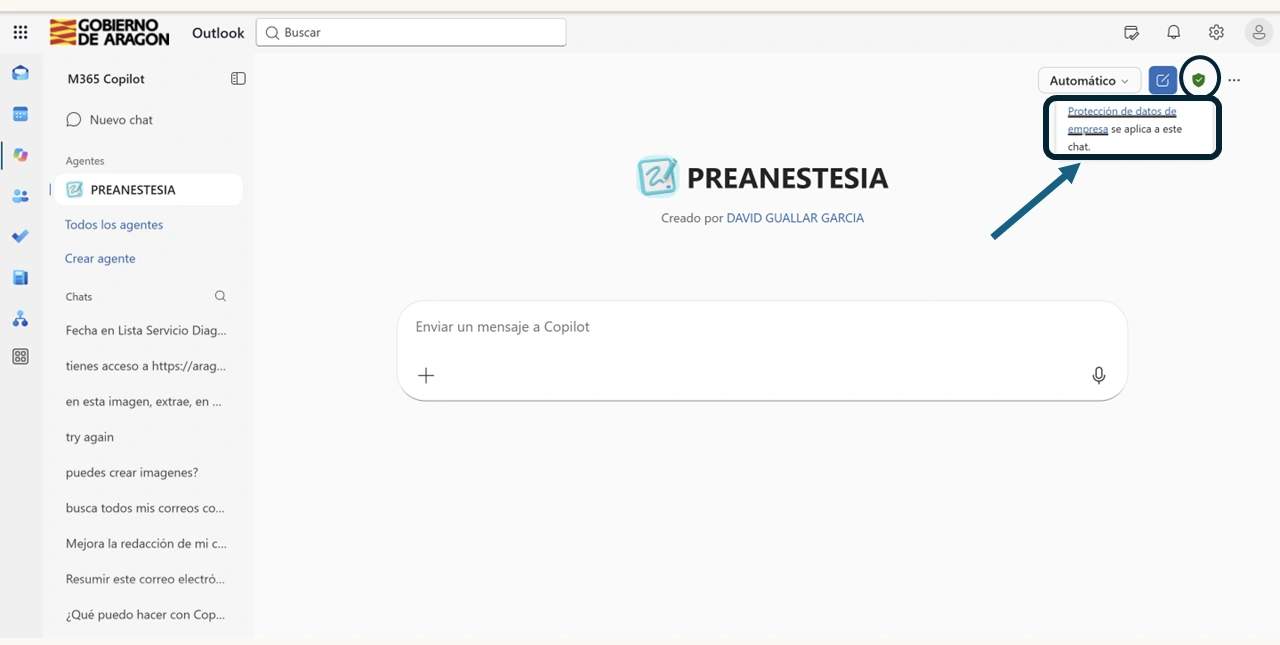 GOBIERNO
DE ARAGON
Outlook
Buscar
M365 Copilot
Nuevo chat
Agentes
PREANESTESIA
Todos los agentes
Crear agente
Chats
Fecha en Lista Servicio Diag...
tienes acceso a https://arag...
en esta imagen, extrae, en ...
try again
puedes crear imagenes?
busca todos mis correos co...
Mejora la redacción de mi c...
Resumir este correo electró...
¿Qué puedo hacer con Cop...
Automático
Protección de datos de
empresa se aplica a este
chat.
PREANESTESIA
Creado por DAVID GUALLAR GARCIA
Enviar un mensaje a Copilot